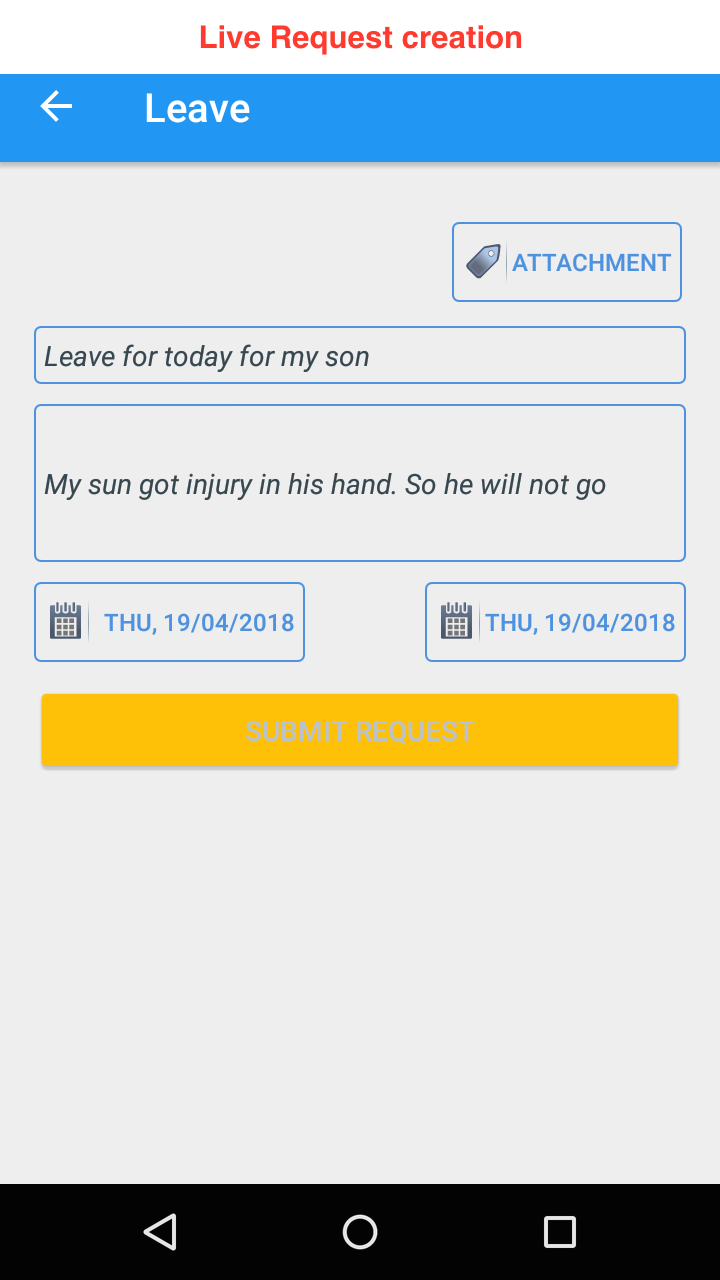 Live Request creation
Leave
ATTACHMENT
Leave for today for my son
My sun got injury in his hand. So he will not go
THU, 19/04/2018 THU, 19/04/2018
SUBMIT REQUEST